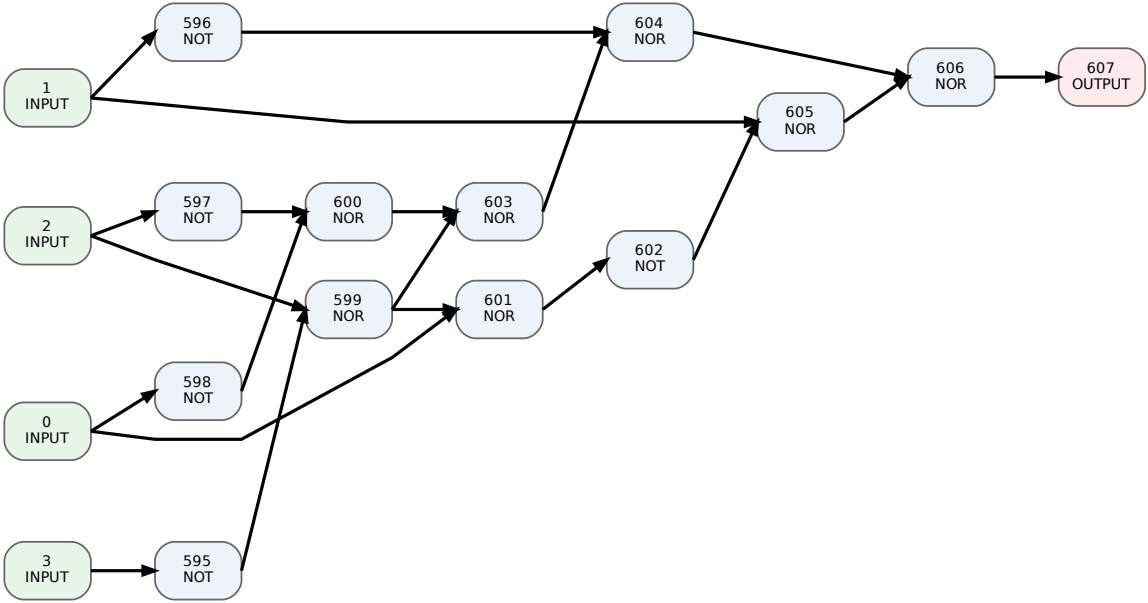 596
NOT
604
NOR
1
INPUT
606
NOR
607
OUTPUT
605
NOR
2
INPUT
597
NOT
600
NOR
603
NOR
602
NOT
599
NOR
601
NOR
598
NOT
0
INPUT
3
INPUT
595
NOT